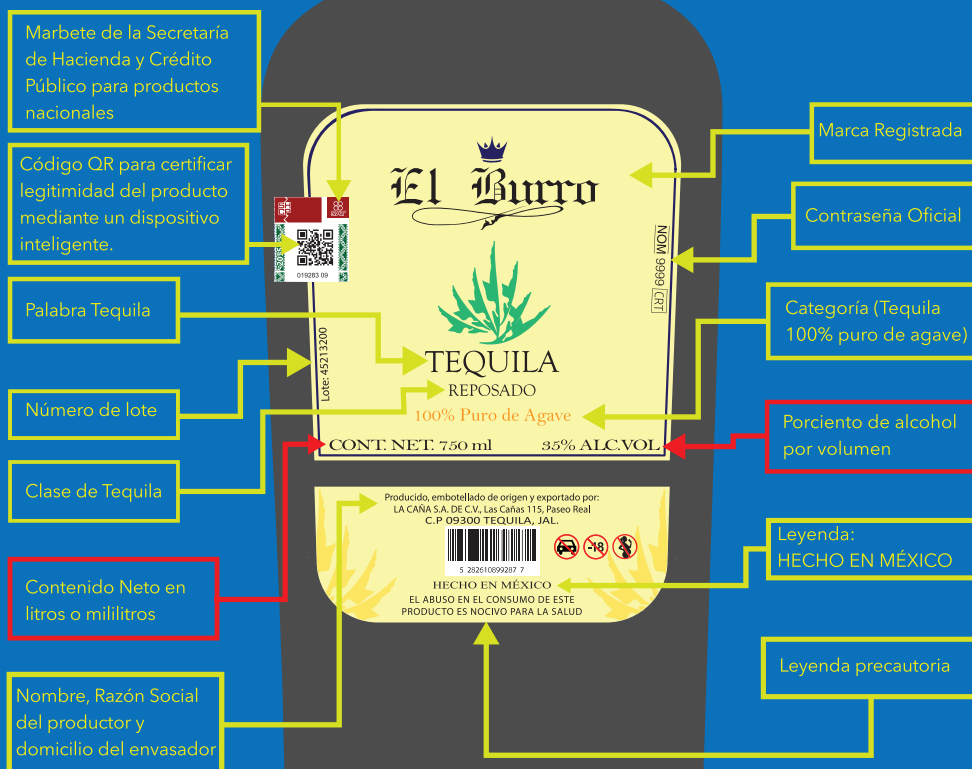 Marbete de la Secretaría
de Hacienda y Crédito
Público para productos
nacionales
Código QR para certificar
legitimidad del producto
mediante un dispositivo
inteligente.
Palabra Tequila
Número de lote
Clase de Tequila
Contenido Neto en
litros o mililitros
Nombre, Razón Social
del productor y
domicilio del envasador
El Burro
019283 09
NOM 9999 CRT
Lote: 45213200
TEQUILA
REPOSADO
100% Puro de Agave
CONT. NET. 750 ml
35% ALC.VOL
Producido, embotellado de origen y exportado por:
LA CAÑA S.A. DE C.V., Las Cañas 115, Paseo Real
C.P 09300 TEQUILA, JAL.
-18
5 282610899287 7
HECHO EN MÉXICO
EL ABUSO EN EL CONSUMO DE ESTE
PRODUCTO ES NOCIVO PARA LA SALUD
Marca Registrada
Contraseña Oficial
Categoría (Tequila
100% puro de agave)
Porciento de alcohol
por volumen
Leyenda:
HECHO EN MÉXICO
Leyenda precautoria